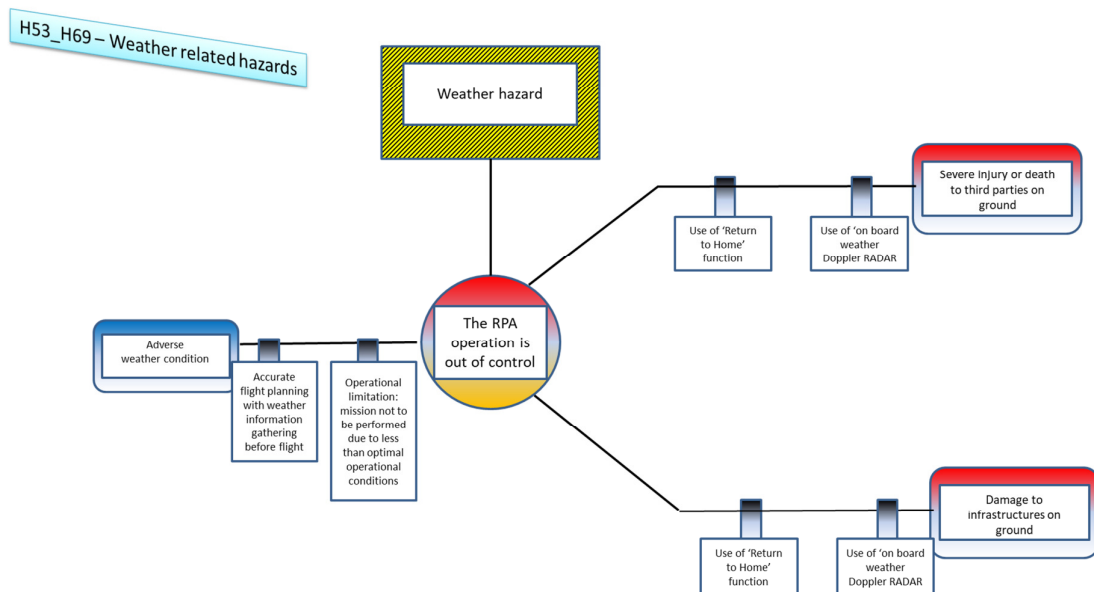 H53_H69 – Weather related hazards
Weather hazard
Severe Injury or death
to third parties on
ground
Use of ‘Return
to Home’
function
Use of ‘on board
weather
Doppler RADAR
The RPA
operation is
out of control
Adverse
weather condition
Accurate
flight planning
with weather
information
gathering
before flight
Operational
limitation:
mission not to
be performed
due to less
than optimal
operational
conditions
Damage to
infrastructures on
ground
Use of ‘Return
to Home’
function
Use of ‘on board
weather
Doppler RADAR